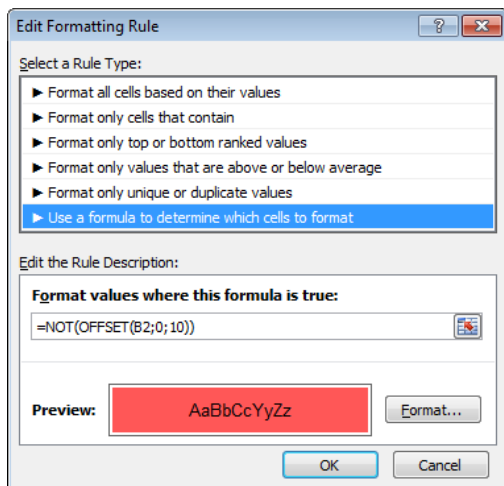 Edit Formatting Rule
Select a Rule Type:
► Format all cells based on their values
► Format only cells that contain
► Format only top or bottom ranked values
► Format only values that are above or below average
► Format only unique or duplicate values
► Use a formula to determine which cells to format
Edit the Rule Description:
Format values where this formula is true:
=NOT(OFFSET(B2;0;10))
Preview: AaBbCcYyZz Format...
OK Cancel